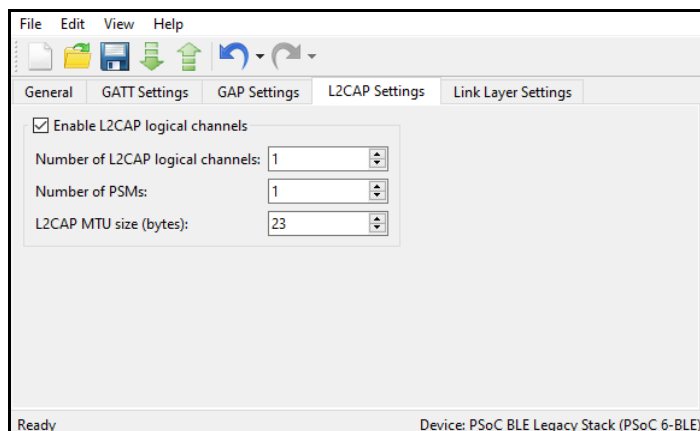 File Edit View Help
General GATT Settings GAP Settings L2CAP Settings Link Layer Settings
Enable L2CAP logical channels
Number of L2CAP logical channels: 1
Number of PSMs: 1
L2CAP MTU size (bytes): 23
Ready Device: PSoC BLE Legacy Stack (PSoC 6-BLE)